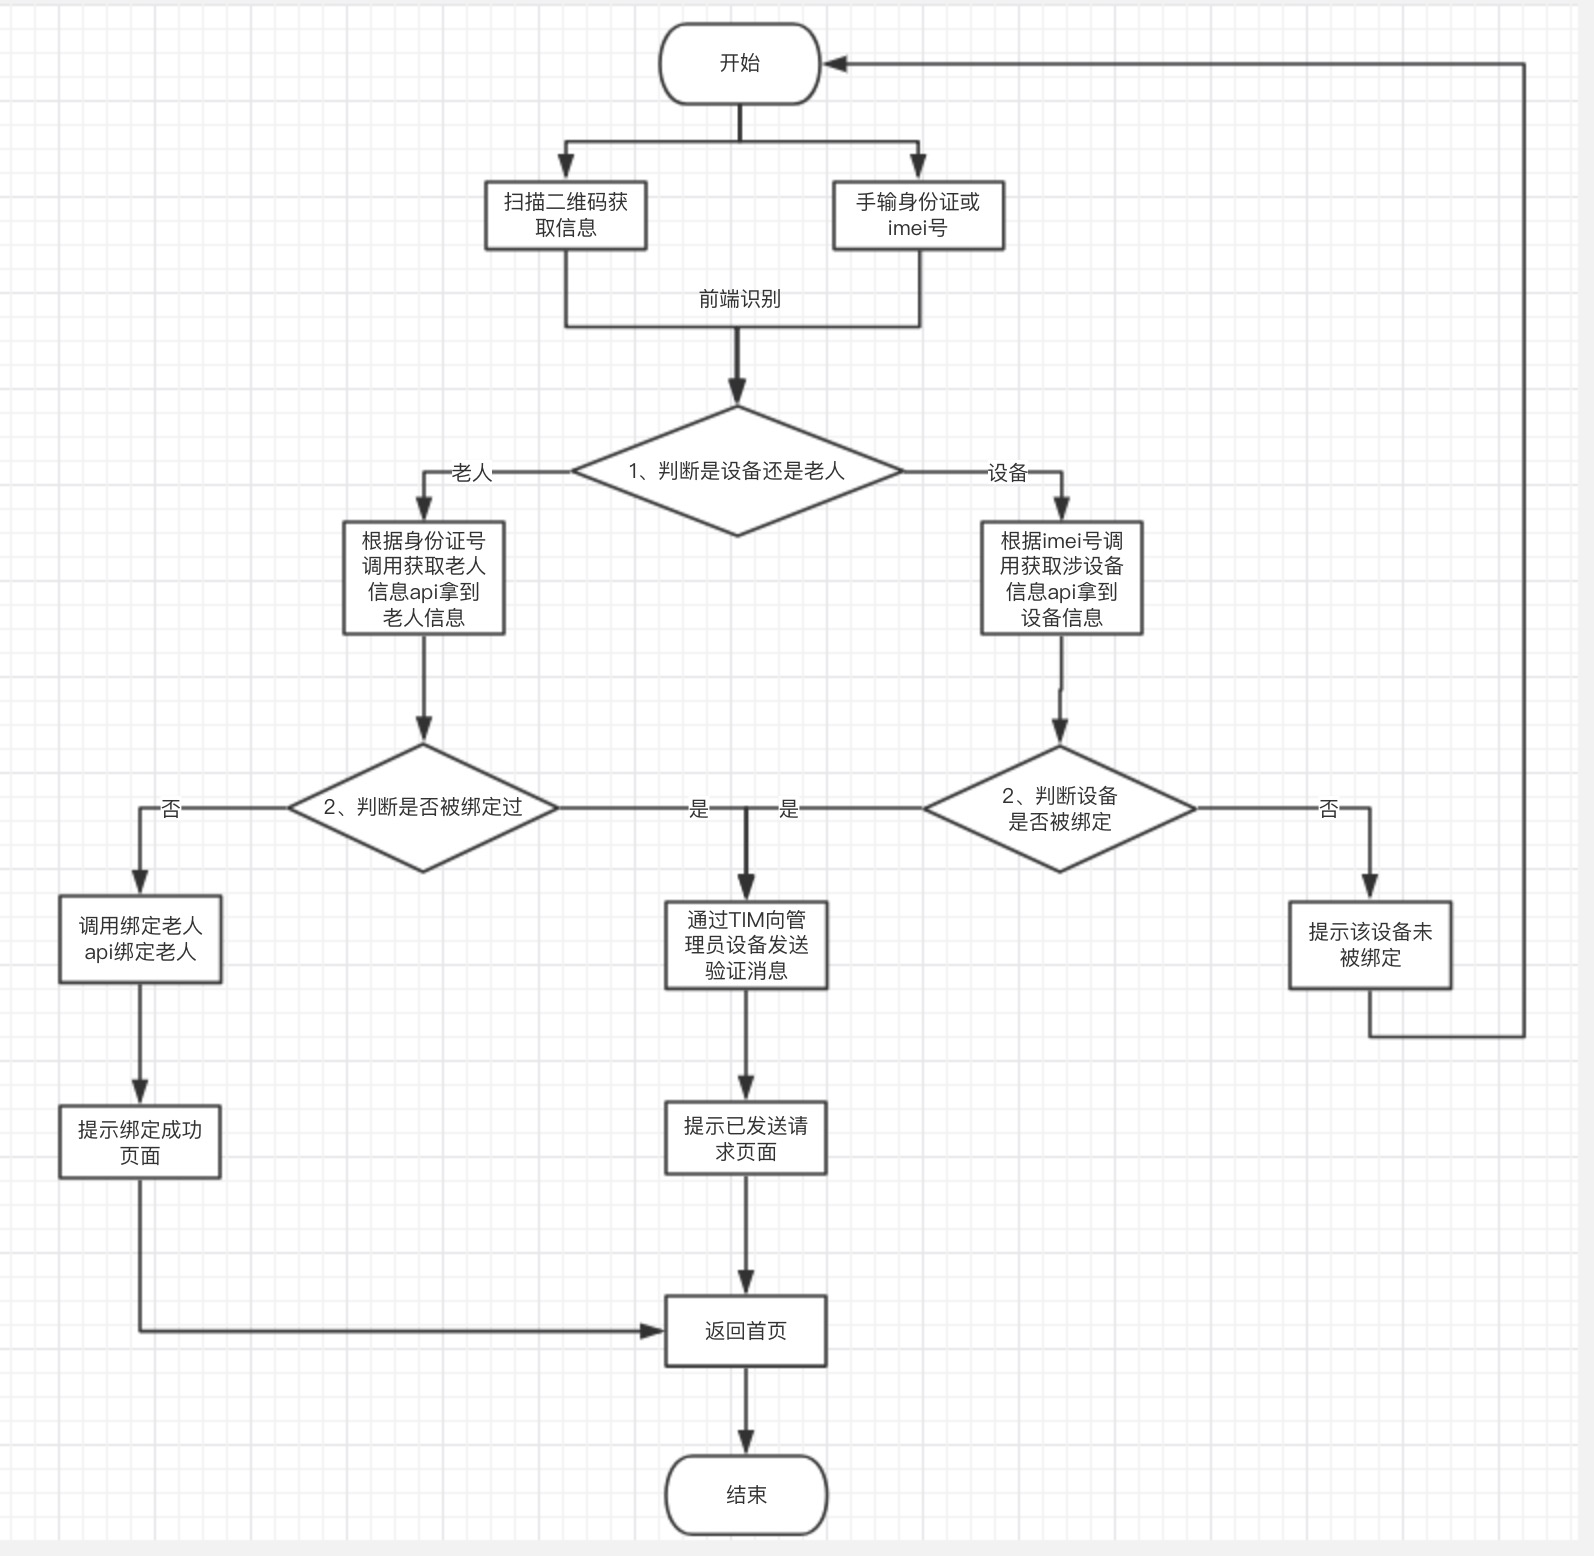 开始
扫描二维码获
取信息
手输身份证或
imei号
前端识别
1、判断是设备还是老人
老人
设备
根据身份证号
调用获取老人
信息api拿到
老人信息
根据imei号调
用获取涉设备
信息api拿到
设备信息
2、判断是否被绑定过
否
是
是
2、判断设备
是否被绑定
否
调用绑定老人
api绑定老人
通过TIM向管
理员设备发送
验证消息
提示该设备未
被绑定
提示绑定成功
页面
提示已发送请
求页面
返回首页
结束